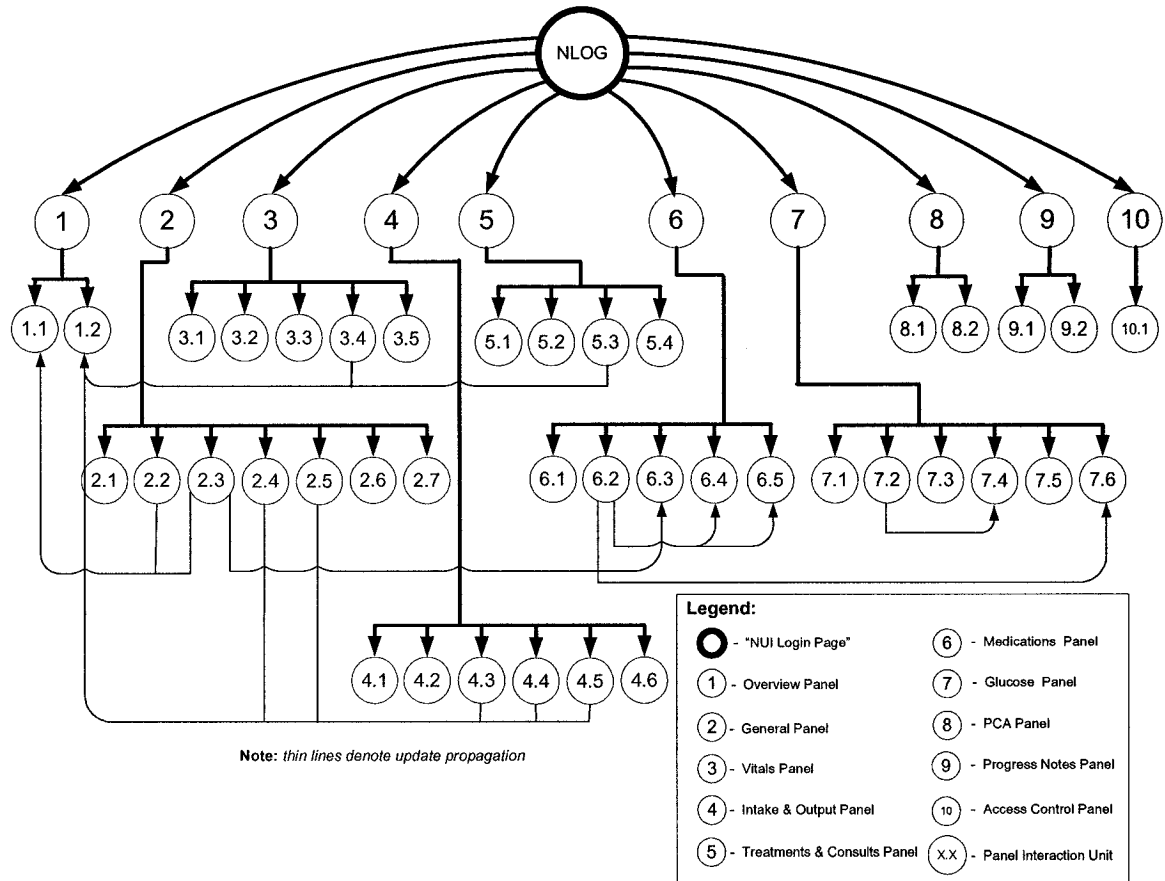 NLOG
1 2 3 4 5 6 7 8 9 10
1.1 1.2 3.1 3.2 3.3 3.4 3.5 5.1 5.2 5.3 5.4 8.1 8.2 9.1 9.2 10.1
2.1 2.2 2.3 2.4 2.5 2.6 2.7 6.1 6.2 6.3 6.4 6.5 7.1 7.2 7.3 7.4 7.5 7.6
4.1 4.2 4.3 4.4 4.5 4.6
Note: thin lines denote update propagation
Legend:
- "NUI Login Page"
1 - Overview Panel
2 - General Panel
3 - Vitals Panel
4 - Intake & Output Panel
5 - Treatments & Consults Panel
6 - Medications Panel
7 - Glucose Panel
8 - PCA Panel
9 - Progress Notes Panel
10 - Access Control Panel
X.X - Panel Interaction Unit